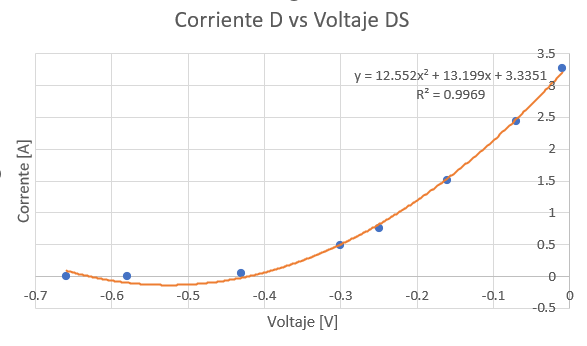 Corriente D vs Voltaje DS
y = 12.552x² + 13.199x + 3.3351
R² = 0.9969
3.5
3
2.5
2
1.5
1
0.5
0
-0.5
-0.7 -0.6 -0.5 -0.4 -0.3 -0.2 -0.1 0
Corrente [A]
Voltaje [V]